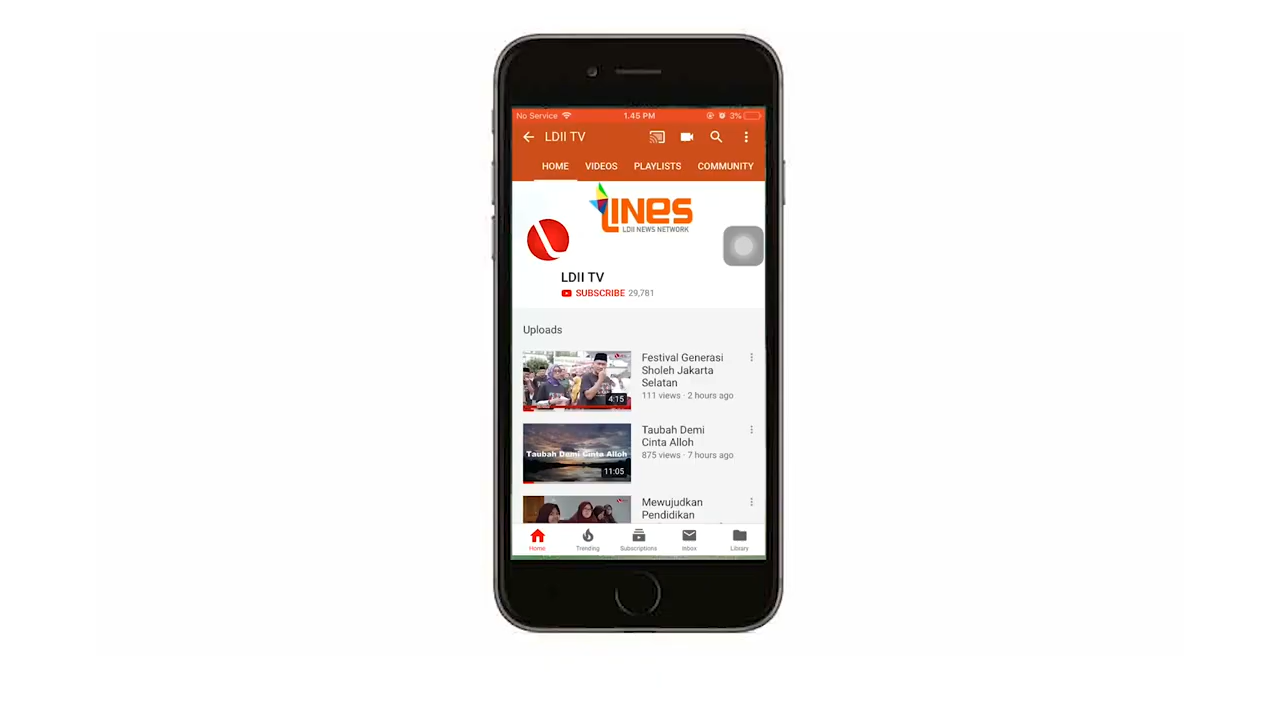 No Service 1.45 PM 3%
LDII TV
HOME VIDEOS PLAYLISTS COMMUNITY
LINES
LDII NEWS NETWORK
LDII TV
SUBSCRIBE 29,781
Uploads
Festival Generasi
Sholeh Jakarta
Selatan
111 views · 2 hours ago
4:15
Taubah Demi
Cinta Alloh
875 views · 7 hours ago
Taubah Demi Cinta Alloh
11:05
Mewujudkan
Pendidikan
Home Trending Subscriptions Inbox Library